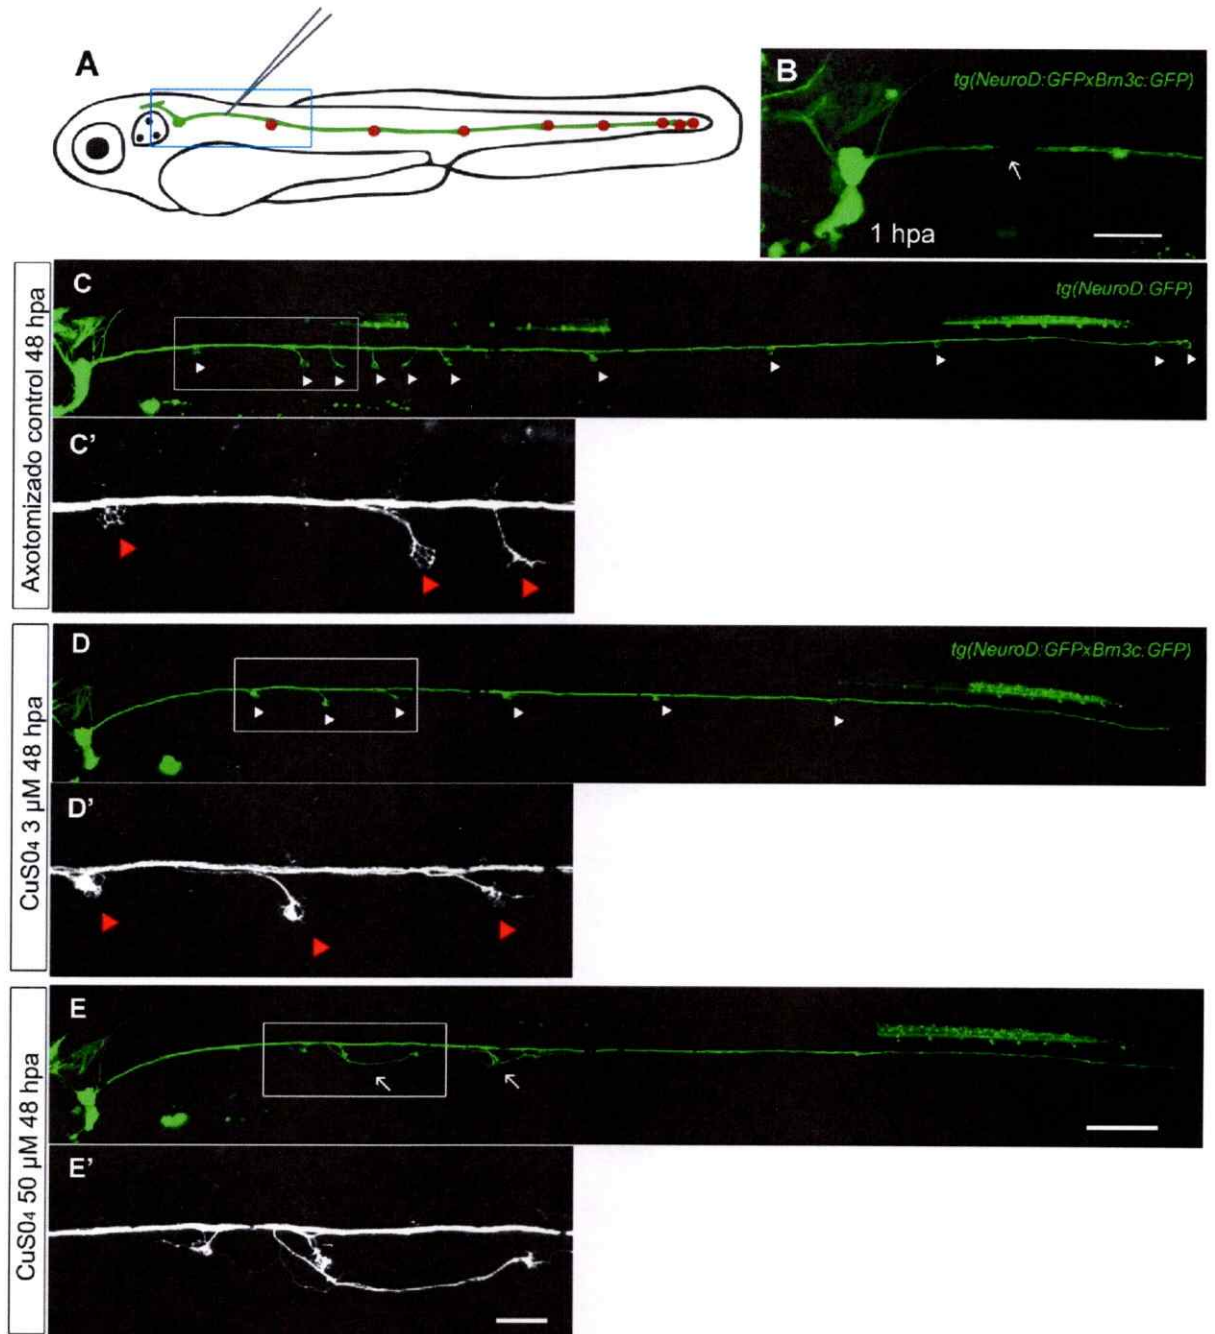 A
B
tg(NeuroD:GFPxBrn3c:GFP)
1 hpa
Axotomizado control 48 hpa
C
tg(NeuroD:GFP)
C'
CuS04 3 µM 48 hpa
D
tg(NeuroD:GFPxBrn3c:GFP)
D'
CuS04 50 µM 48 hpa
E
E'